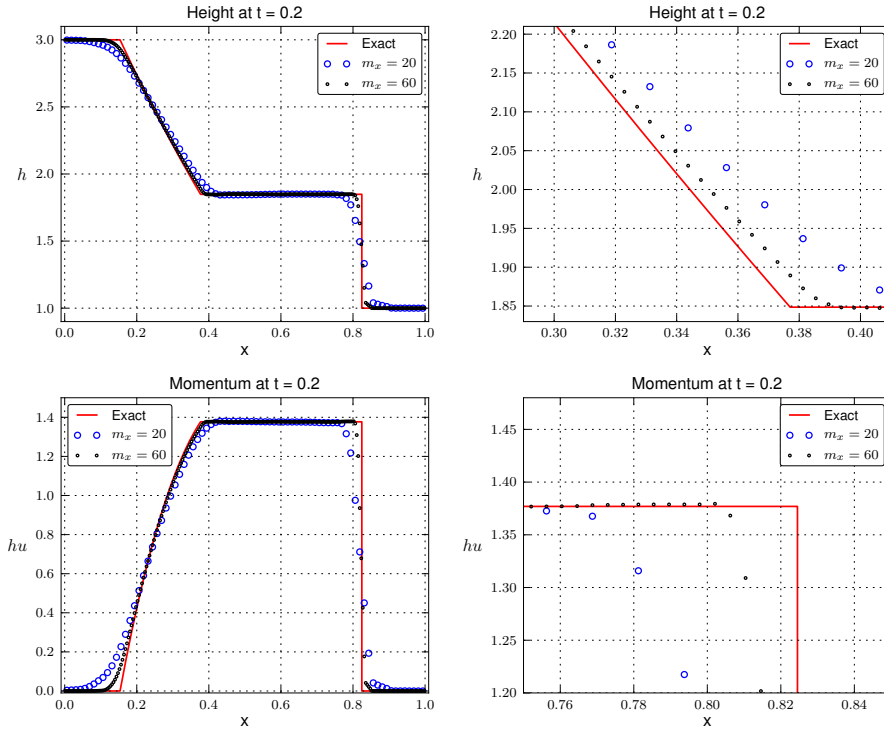 Height at t = 0.2
3.0
2.5
2.0
1.5
1.0
h
0.0 0.2 0.4 0.6 0.8 1.0
x
Exact
m_x = 20
m_x = 60
Height at t = 0.2
2.20
2.15
2.10
2.05
2.00
1.95
1.90
1.85
h
0.30 0.32 0.34 0.36 0.38 0.40
x
Exact
m_x = 20
m_x = 60
Momentum at t = 0.2
1.4
1.2
1.0
0.8
0.6
0.4
0.2
0.0
hu
0.0 0.2 0.4 0.6 0.8 1.0
x
Exact
m_x = 20
m_x = 60
Momentum at t = 0.2
1.45
1.40
1.35
1.30
1.25
1.20
hu
0.76 0.78 0.80 0.82 0.84
x
Exact
m_x = 20
m_x = 60